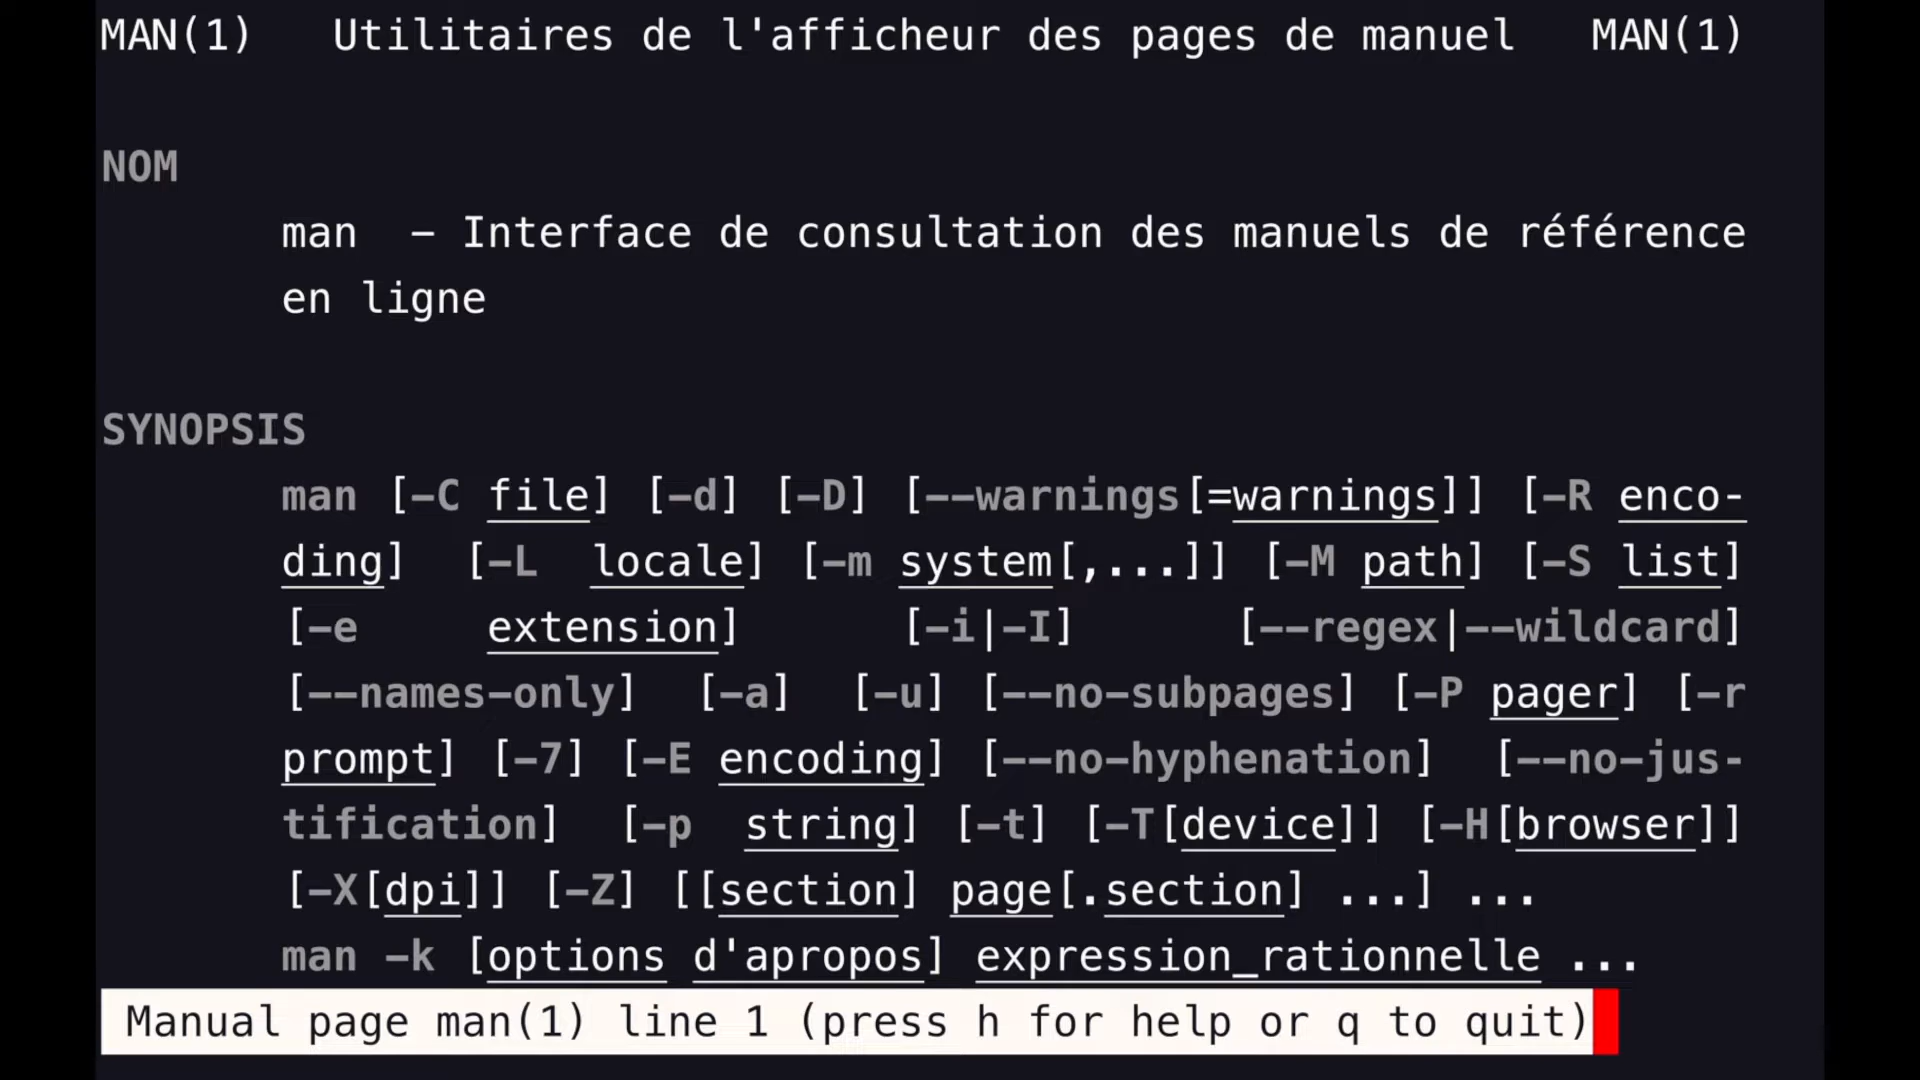 MAN(1) Utilitaires de l'afficheur des pages de manuel MAN(1)
NOM
man – Interface de consultation des manuels de référence
en ligne
SYNOPSIS
man [–C file] [–d] [–D] [––warnings[=warnings]] [–R enco-
ding] [–L locale] [–m system[,...]] [–M path] [–S list]
[–e extension] [–i|–I] [––regex|––wildcard]
[––names–only] [–a] [–u] [––no–subpages] [–P pager] [–r
prompt] [–7] [–E encoding] [––no–hyphenation] [––no–jus-
tification] [–p string] [–t] [–T[device]] [–H[browser]]
[–X[dpi]] [–Z] [[section] page[.section] ...] ...
man –k [options d'apropos] expression_rationnelle ...
Manual page man(1) line 1 (press h for help or q to quit)